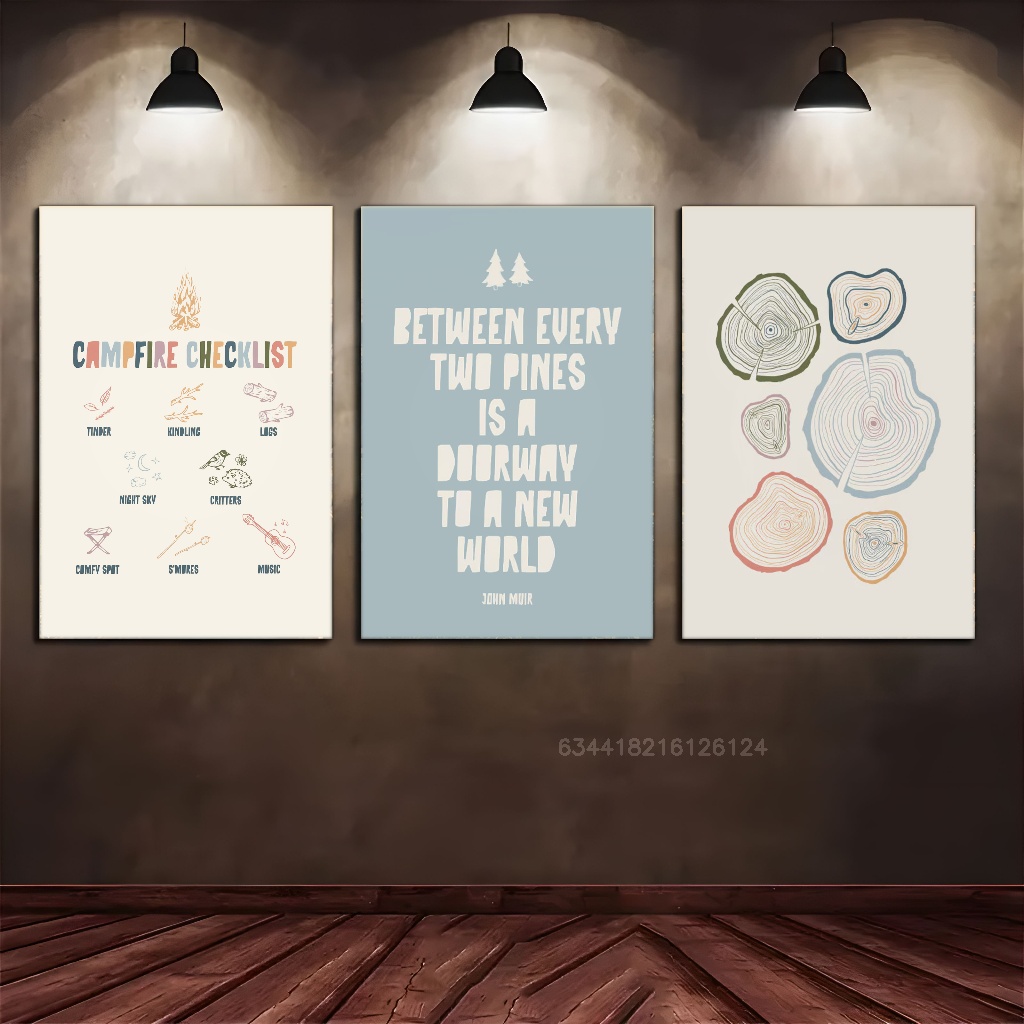 CAMPFIRE CHECKLIST
TINDER
KINDLING
LOGS
NIGHT SKY
CRITTERS
COMFY SPOT
S'MORES
MUSIC
BETWEEN EVERY
TWO PINES
IS A
DOORWAY
TO A NEW
WORLD
JOHN MUIR
634418216126124